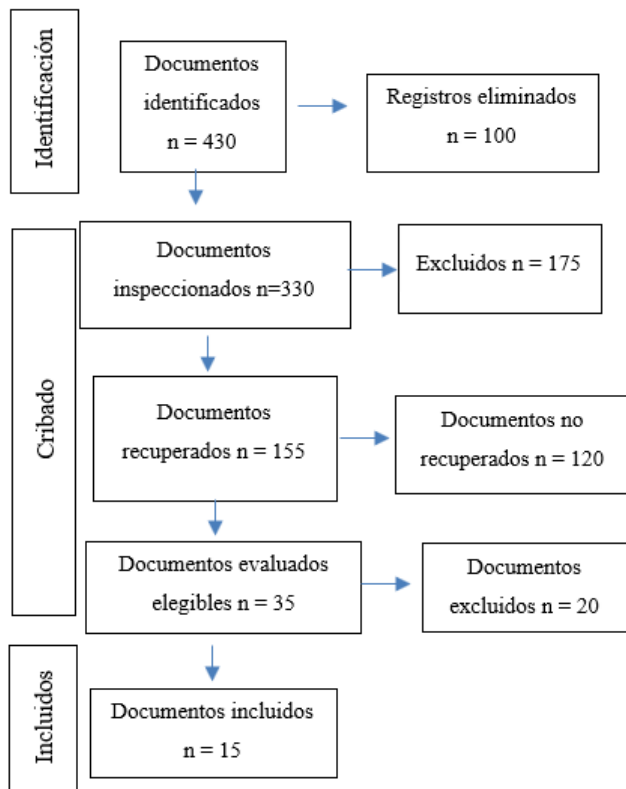 Identificación
Documentos
identificados
n = 430
Registros eliminados
n = 100
Cribado
Documentos
inspeccionados n=330
Excluidos n = 175
Documentos
recuperados n = 155
Documentos no
recuperados n = 120
Documentos evaluados
elegibles n = 35
Documentos
excluidos n = 20
Incluidos
Documentos incluidos
n = 15